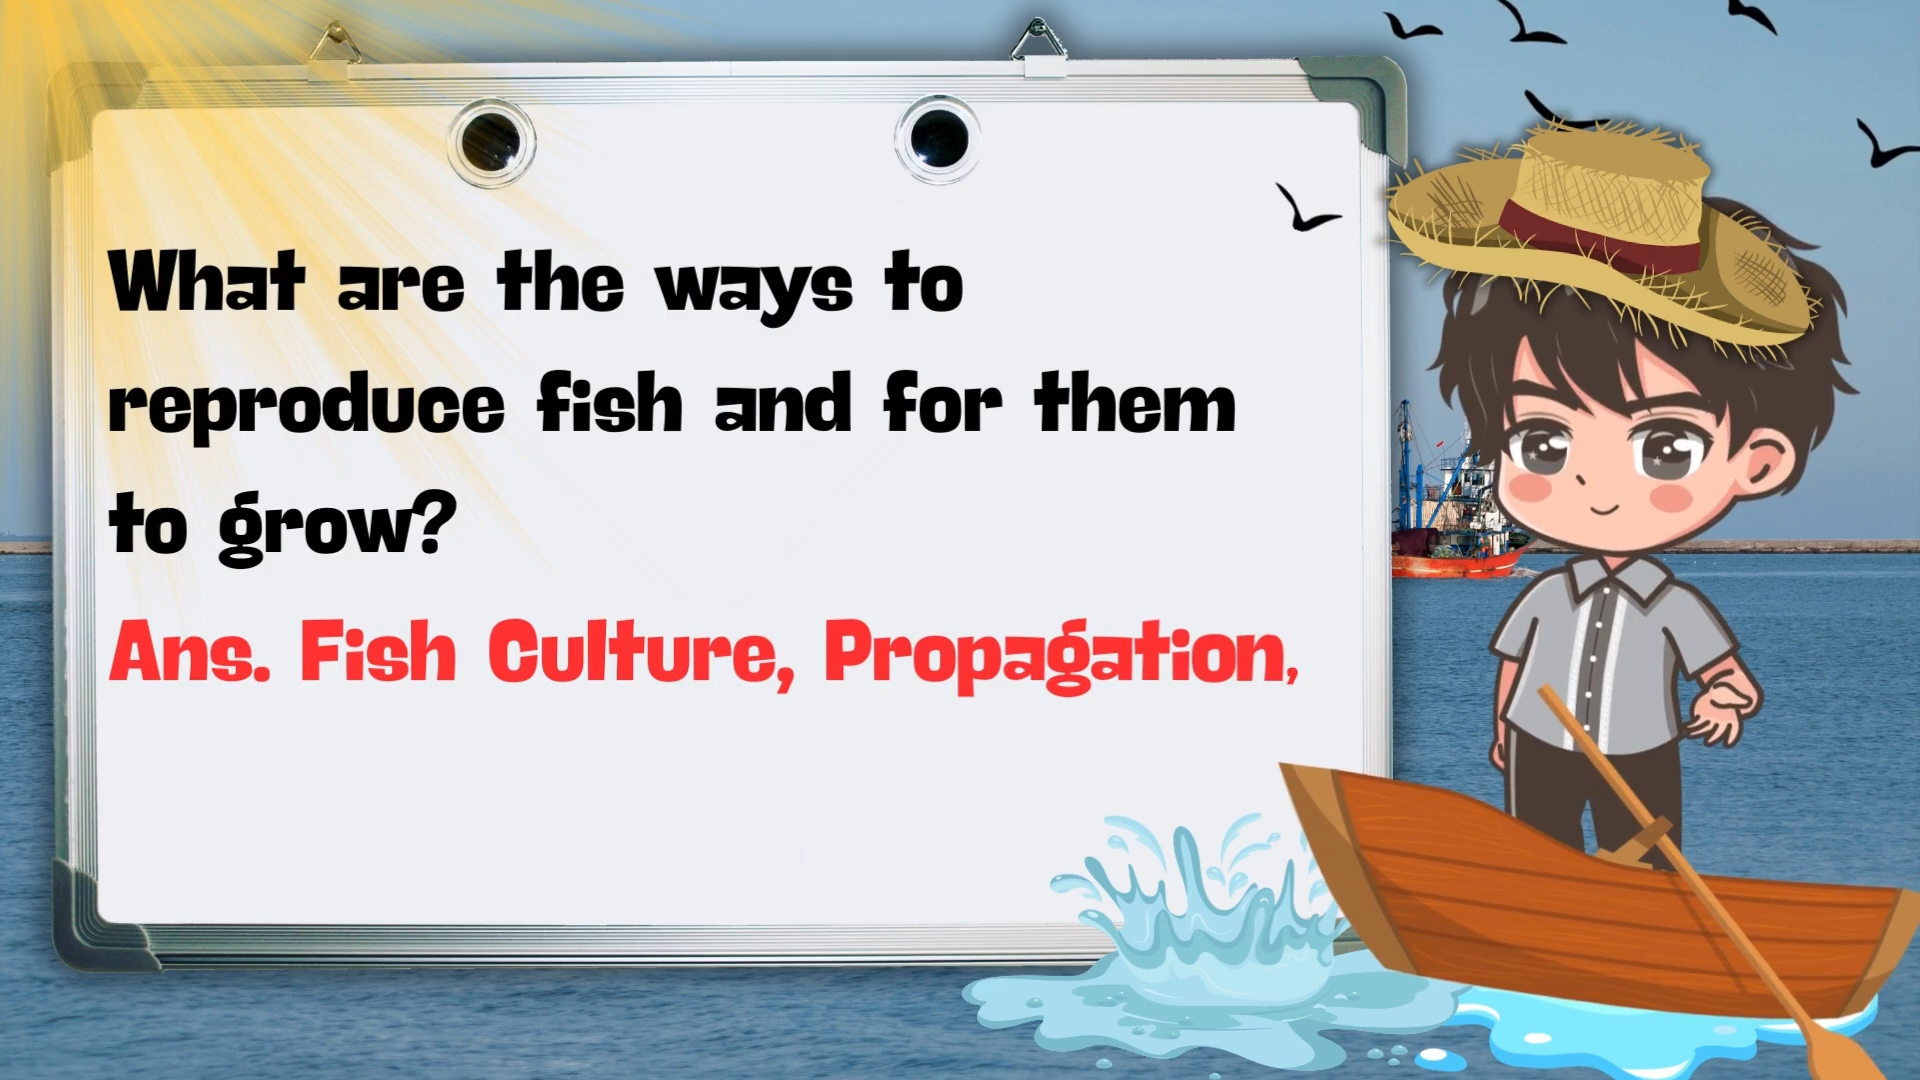 What are the ways to
reproduce fish and for them
to grow?
Ans. Fish Culture, Propagation,